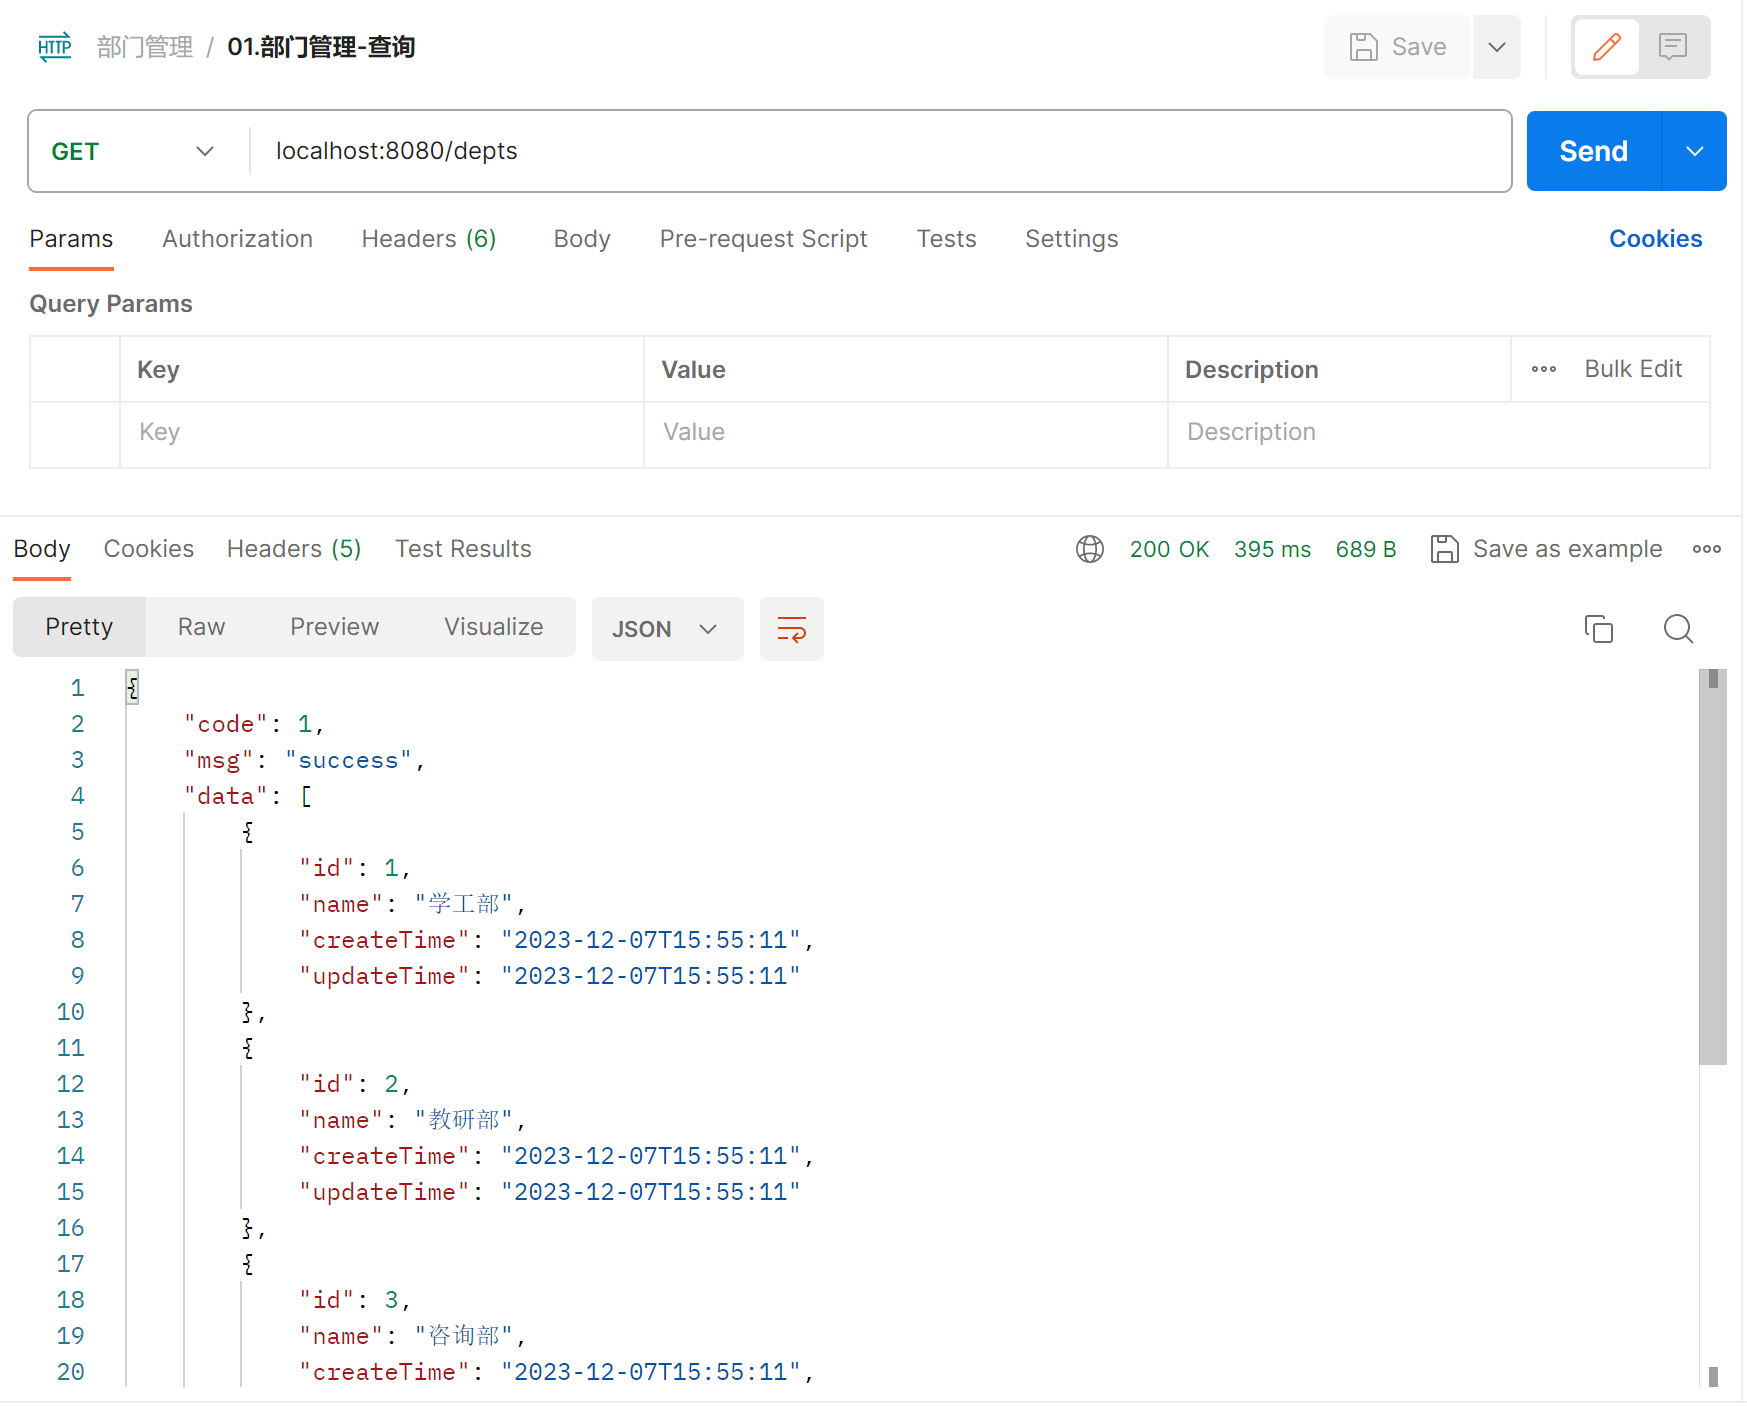 HTTP 部门管理 / 01.部门管理-查询 Save
GET localhost:8080/depts Send
Params Authorization Headers (6) Body Pre-request Script Tests Settings Cookies
Query Params
Key Value Description Bulk Edit
Key Value Description
Body Cookies Headers (5) Test Results 200 OK 395 ms 689 B Save as example
Pretty Raw Preview Visualize JSON
1 {
2 "code": 1,
3 "msg": "success",
4 "data": [
5 {
6 "id": 1,
7 "name": "学工部",
8 "createTime": "2023-12-07T15:55:11",
9 "updateTime": "2023-12-07T15:55:11"
10 },
11 {
12 "id": 2,
13 "name": "教研部",
14 "createTime": "2023-12-07T15:55:11",
15 "updateTime": "2023-12-07T15:55:11"
16 },
17 {
18 "id": 3,
19 "name": "咨询部",
20 "createTime": "2023-12-07T15:55:11",